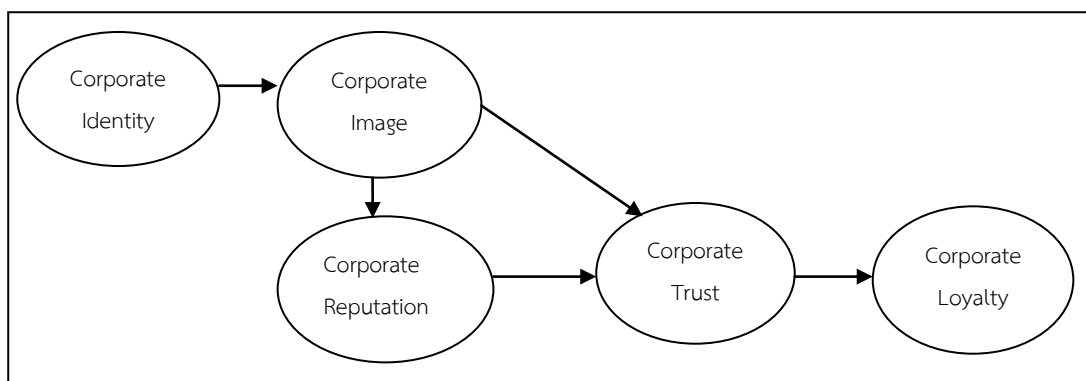 Corporate
Identity
Corporate
Image
Corporate
Reputation
Corporate
Trust
Corporate
Loyalty